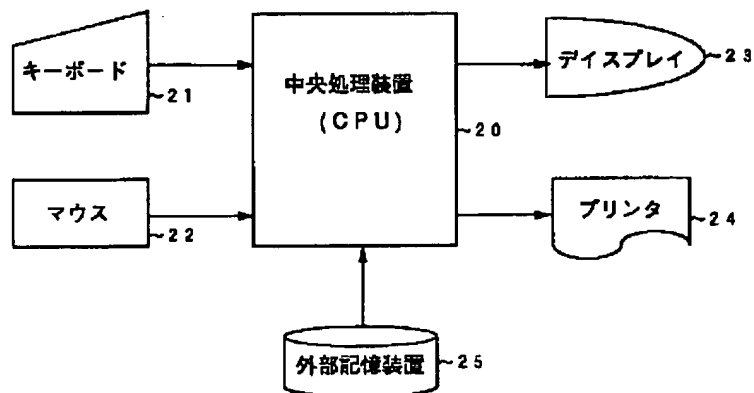 キーボード
~21
中央処理装置
(CPU)
~20
デイスプレイ
~23
マウス
~22
プリンタ
~24
外部記憶装置
~25